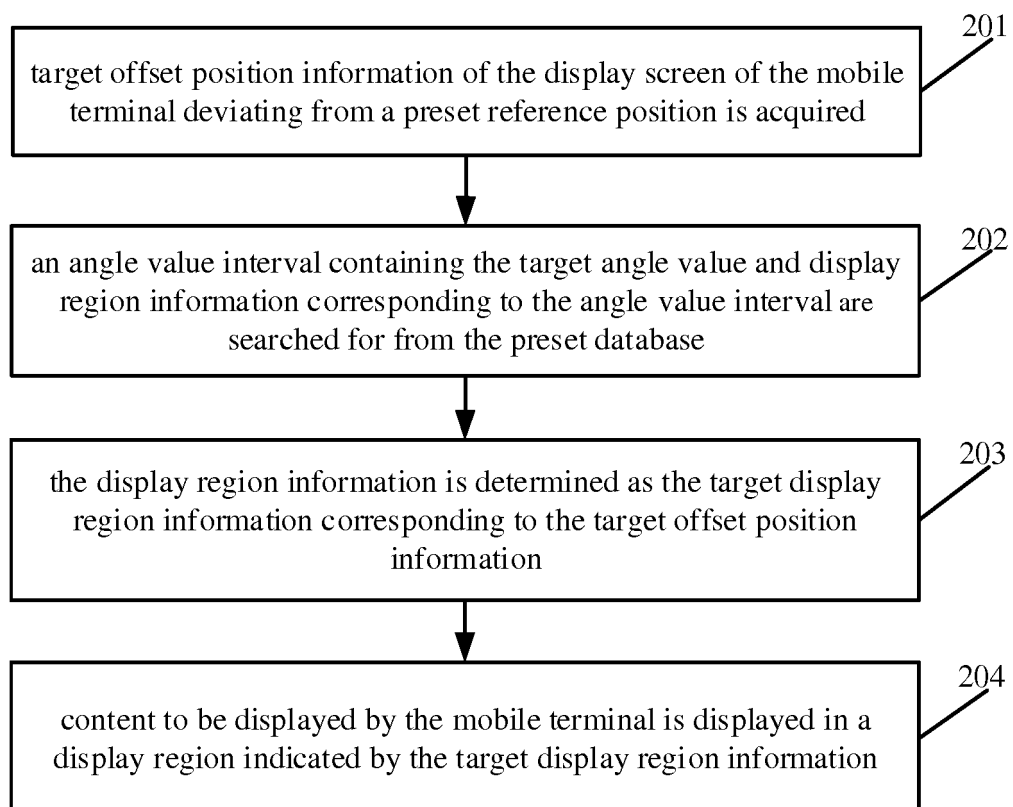 201
target offset position information of the display screen of the mobile
terminal deviating from a preset reference position is acquired
202
an angle value interval containing the target angle value and display
region information corresponding to the angle value interval are
searched for from the preset database
203
the display region information is determined as the target display
region information corresponding to the target offset position
information
204
content to be displayed by the mobile terminal is displayed in a
display region indicated by the target display region information